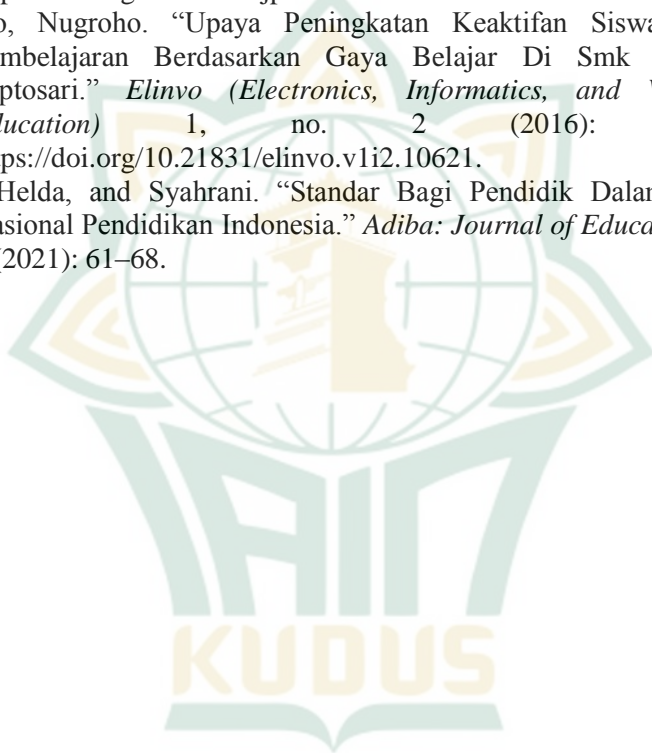 o, Nugroho. “Upaya Peningkatan Keaktifan Siswa
mbelajaran Berdasarkan Gaya Belajar Di Smk
ptosari.” Elinvo (Electronics, Informatics, and
ducation) 1, no. 2 (2016):
ps://doi.org/10.21831/elinvo.v1i2.10621.
Helda, and Syahrani. “Standar Bagi Pendidik Dalam
asional Pendidikan Indonesia.” Adiba: Journal of Educa
(2021): 61–68.
IAIN
KUDUS